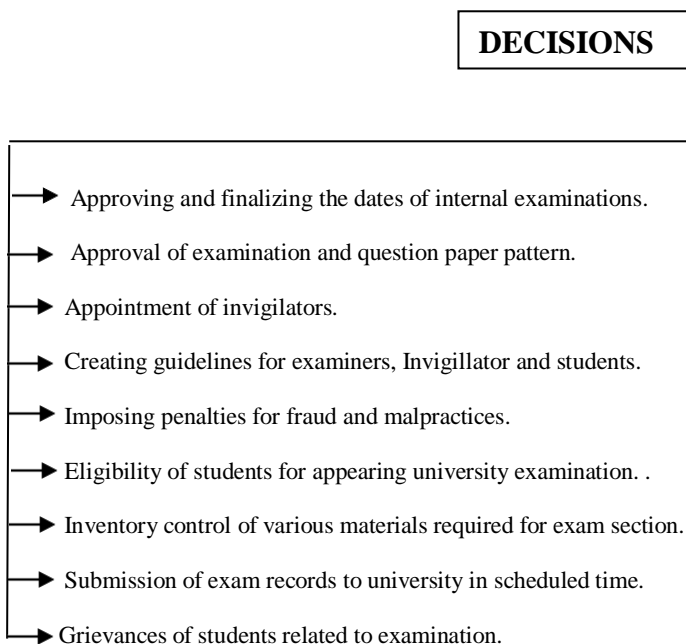 DECISIONS
Approving and finalizing the dates of internal examinations.
Approval of examination and question paper pattern.
Appointment of invigilators.
Creating guidelines for examiners, Invigillator and students.
Imposing penalties for fraud and malpractices.
Eligibility of students for appearing university examination. .
Inventory control of various materials required for exam section.
Submission of exam records to university in scheduled time.
Grievances of students related to examination.